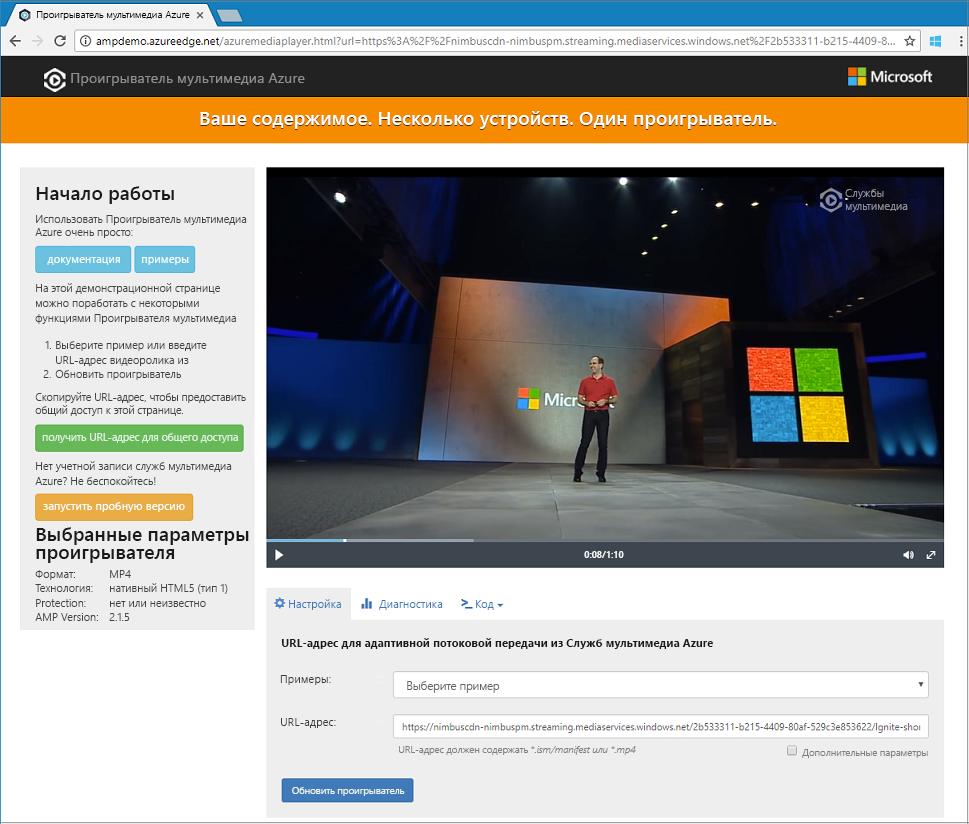 Проигрыватель мультимедиа Azure
ampdemo.azureedge.net/azuremediaplayer.html?url=https%3A%2F%2Fnimbuscdn-nimbuspm.streaming.mediaservices.windows.net%2F2b533311-b215-4409-8...
Проигрыватель мультимедиа Azure
Microsoft
Ваше содержимое. Несколько устройств. Один проигрыватель.
Начало работы
Использовать Проигрыватель мультимедиа
Azure очень просто:
документация примеры
На этой демонстрационной странице
можно поработать с некоторыми
функциями Проигрывателя мультимедиа
1. Выберите пример или введите
URL-адрес видеоролика из
2. Обновить проигрыватель
Скопируйте URL-адрес, чтобы предоставить
общий доступ к этой странице.
получить URL-адрес для общего доступа
Нет учетной записи служб мультимедиа
Azure? Не беспокойтесь!
запустить пробную версию
Выбранные параметры
проигрывателя
Формат: MP4
Технология: нативный HTML5 (тип 1)
Protection: нет или неизвестно
AMP Version: 2.1.5
Службы
мультимедиа
0:08/1:10
Настройка Диагностика Код
URL-адрес для адаптивной потоковой передачи из Служб мультимедиа Azure
Примеры: Выберите пример
URL-адрес: https://nimbuscdn-nimbuspm.streaming.mediaservices.windows.net/2b533311-b215-4409-80af-529c3e853622/Ignite-shor
URL-адрес должен содержать *.ism/manifest или *.mp4
Дополнительные параметры
Обновить проигрыватель